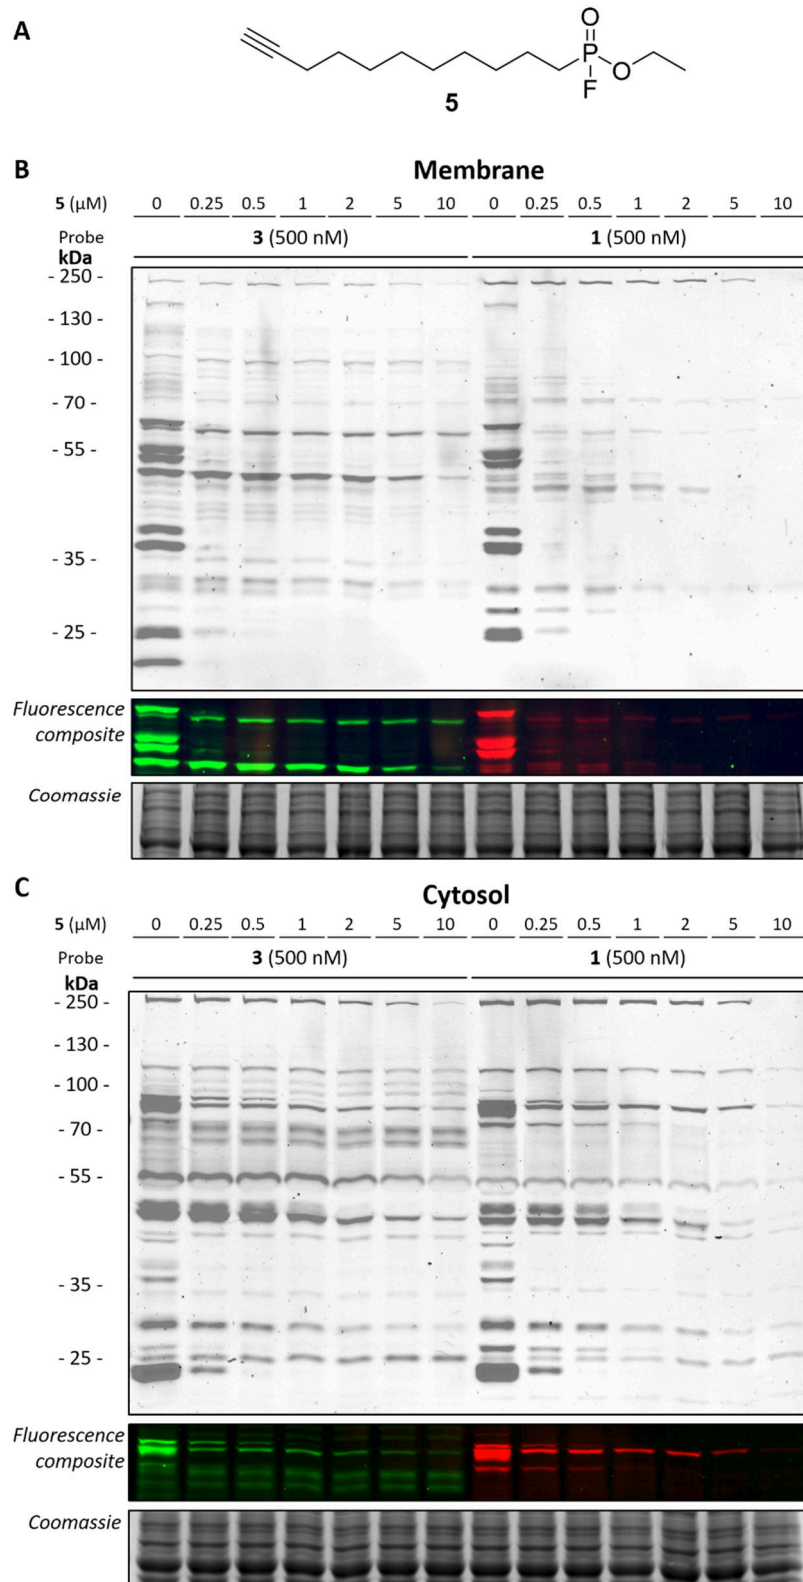 A
O
P
O
F
5
B
Membrane
5 (μM) 0 0.25 0.5 1 2 5 10 0 0.25 0.5 1 2 5 10
Probe 3 (500 nM) 1 (500 nM)
kDa
- 250 -
- 130 -
- 100 -
- 70 -
- 55 -
- 35 -
- 25 -
Fluorescence
composite
Coomassie
C
Cytosol
5 (μM) 0 0.25 0.5 1 2 5 10 0 0.25 0.5 1 2 5 10
Probe 3 (500 nM) 1 (500 nM)
kDa
- 250 -
- 130 -
- 100 -
- 70 -
- 55 -
- 35 -
- 25 -
Fluorescence
composite
Coomassie